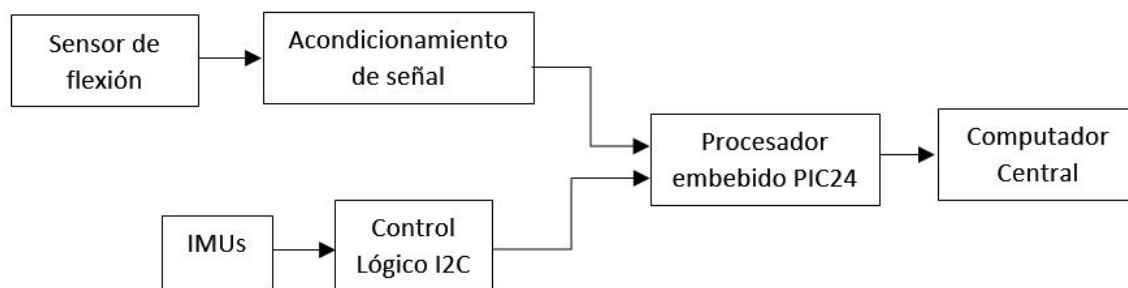 Sensor de
flexión
Acondicionamiento
de señal
Procesador
embebido PIC24
Computador
Central
IMUs
Control
Lógico I2C